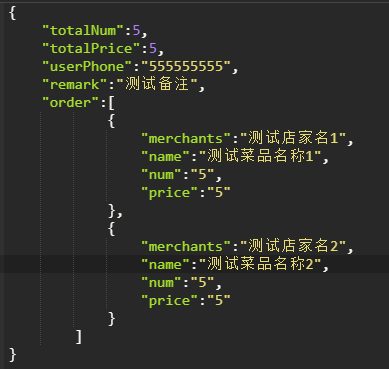 {
"totalNum":5,
"totalPrice":5,
"userPhone":"555555555",
"remark":"测试备注",
"order":[
{
"merchants":"测试店家名1",
"name":"测试菜品名称1",
"num":"5",
"price":"5"
},
{
"merchants":"测试店家名2",
"name":"测试菜品名称2",
"num":"5",
"price":"5"
}
]
}